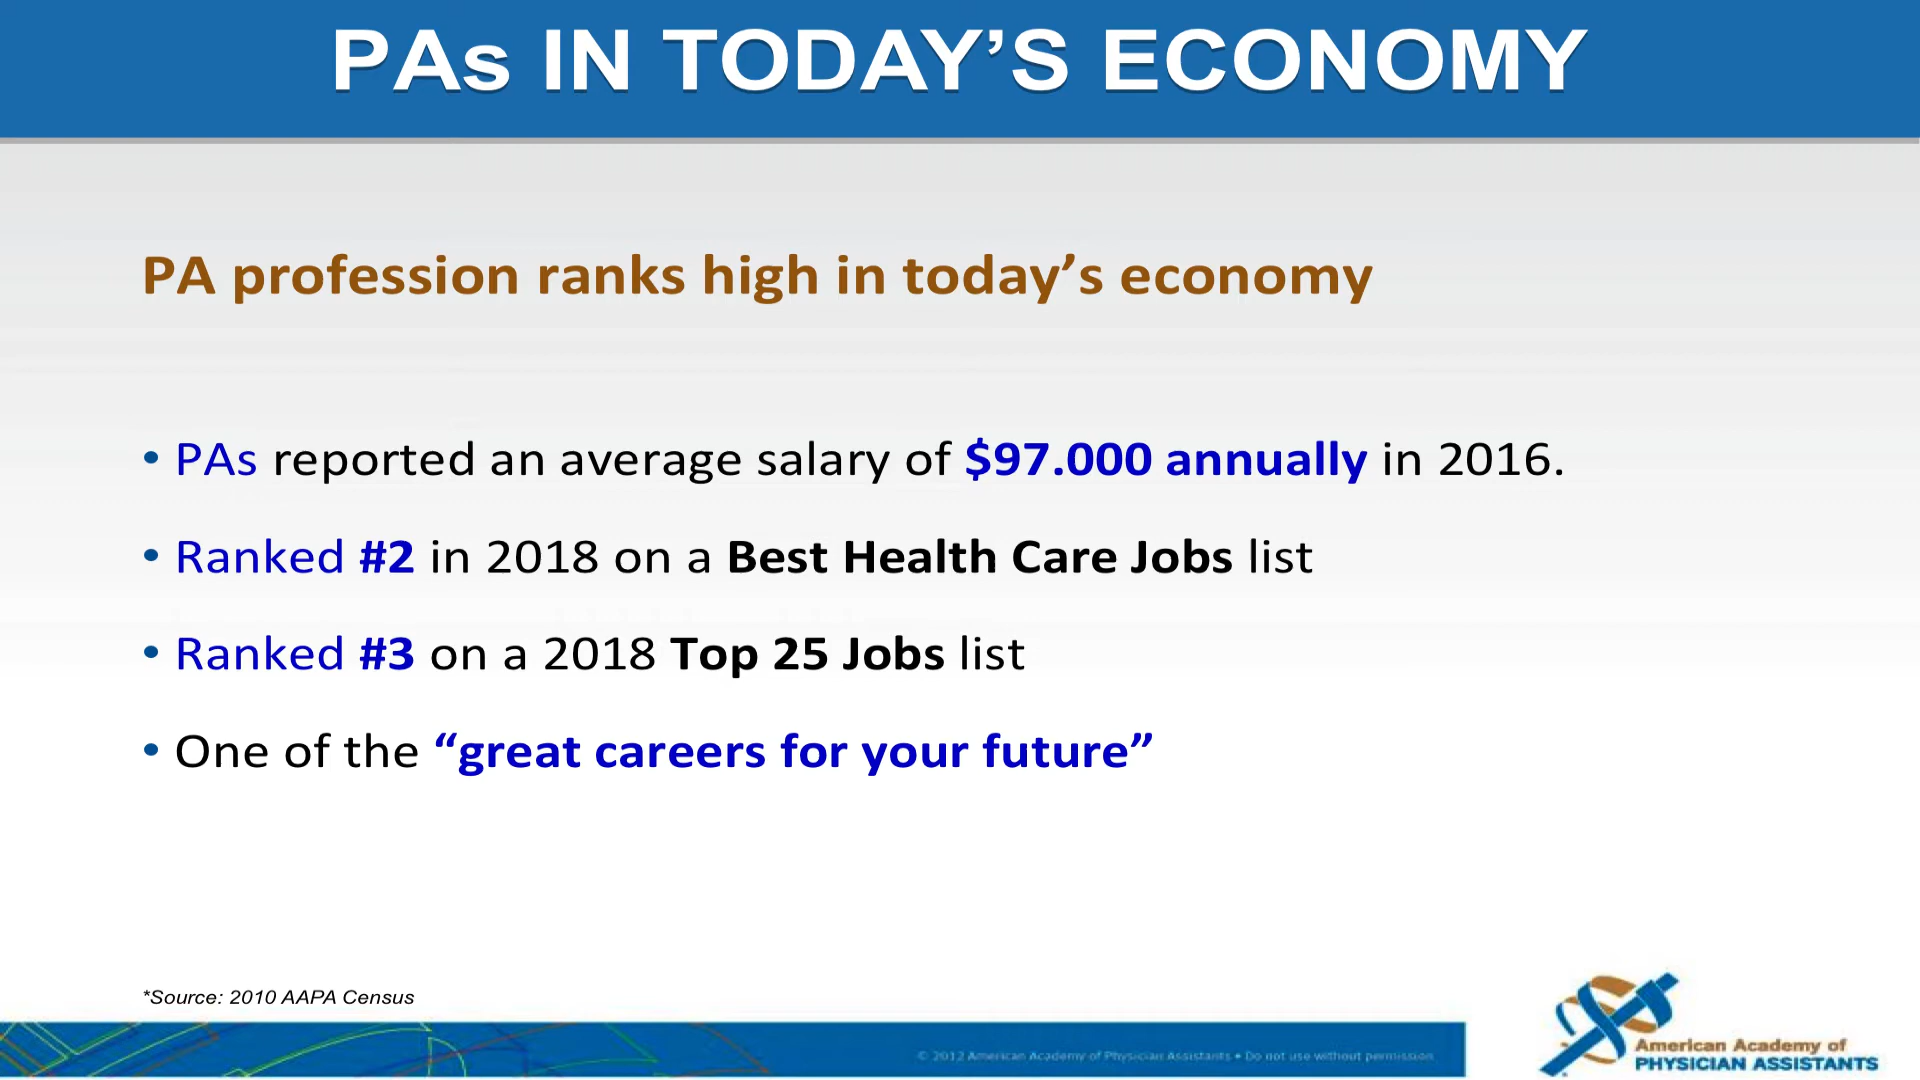 PAs IN TODAY’S ECONOMY
PA profession ranks high in today’s economy
• PAs reported an average salary of $97.000 annually in 2016.
• Ranked #2 in 2018 on a Best Health Care Jobs list
• Ranked #3 on a 2018 Top 25 Jobs list
• One of the “great careers for your future”
*Source: 2010 AAPA Census
© 2012 American Academy of Physician Assistants • Do not use without permission
American Academy of
PHYSICIAN ASSISTANTS